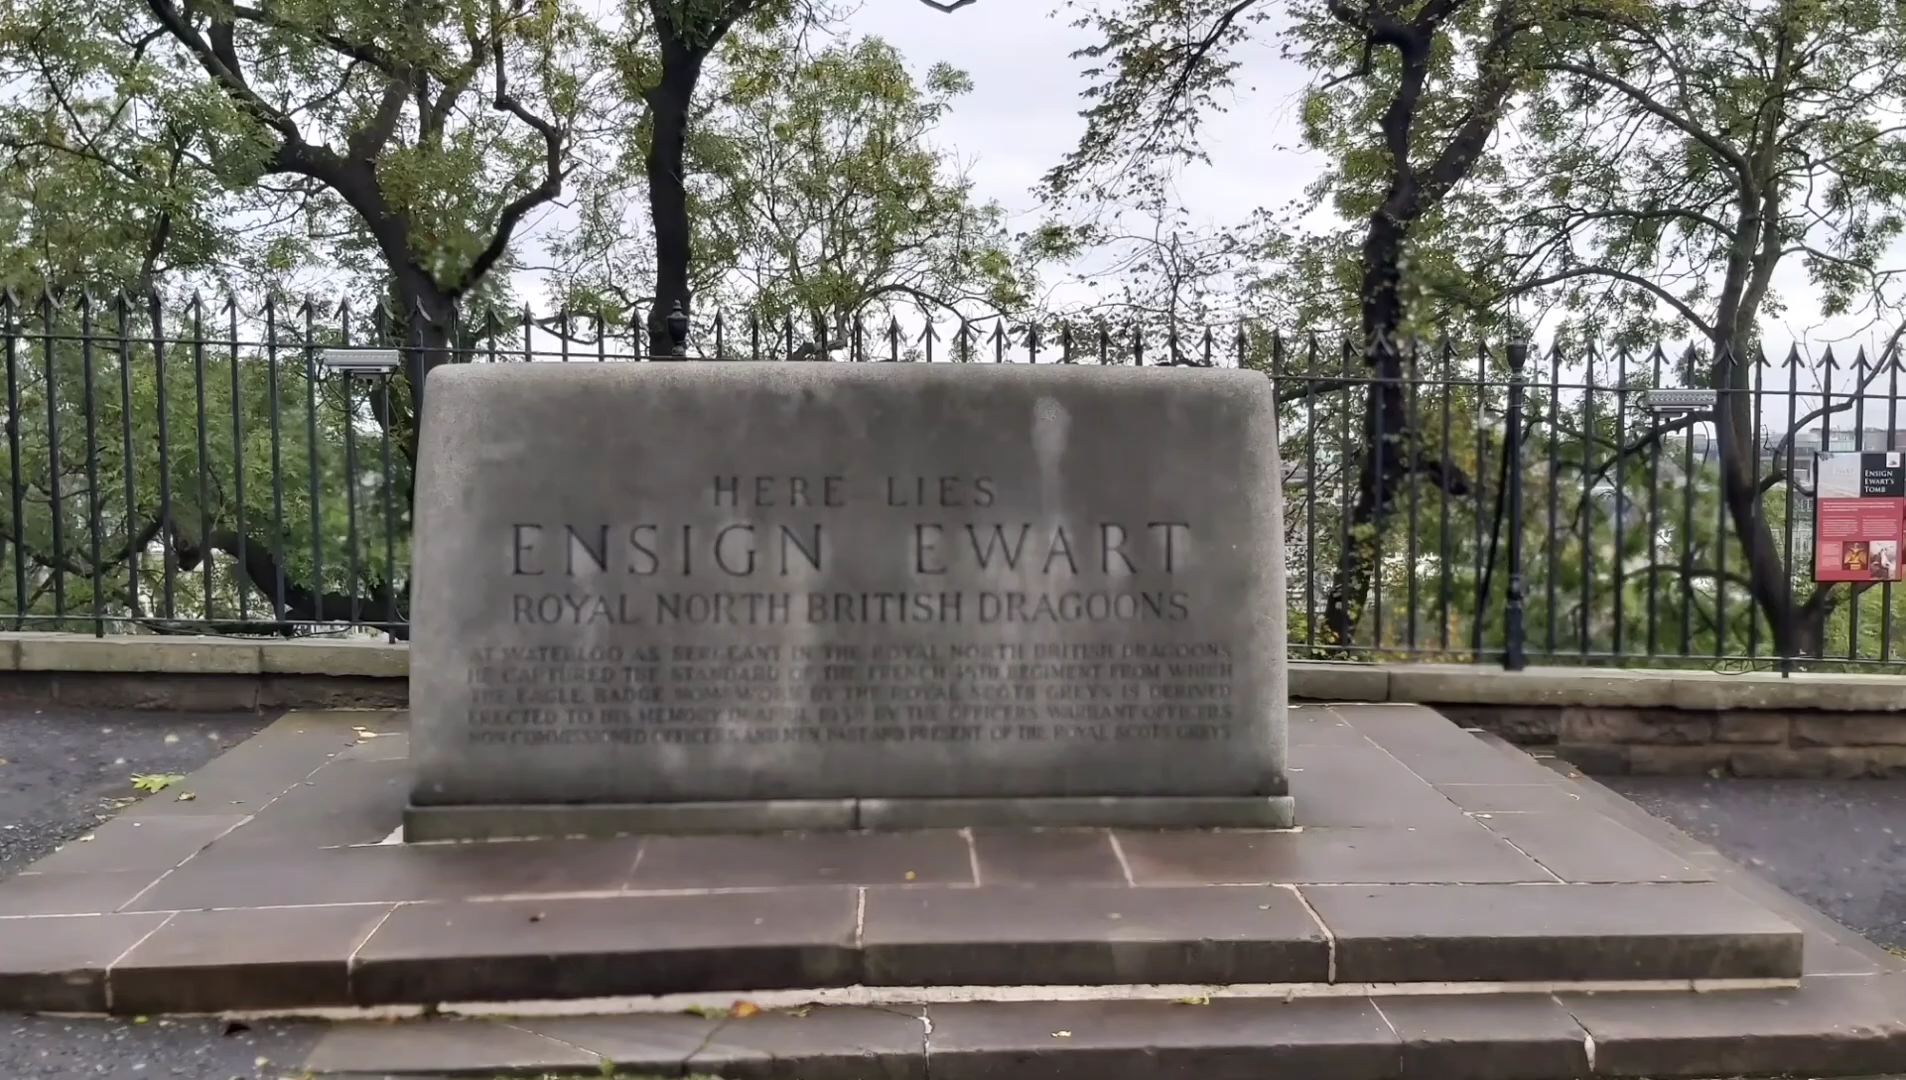 HERE LIES
ENSIGN EWART
ROYAL NORTH BRITISH DRAGOONS
AT WATERLOO AS SERGEANT IN THE ROYAL NORTH BRITISH DRAGOONS
HE CAPTURED THE STANDARD OF THE FRENCH 45TH REGIMENT FROM WHICH
THE EAGLE BADGE NOW WORN BY THE ROYAL SCOTS GREYS IS DERIVED
ERECTED TO HIS MEMORY IN APRIL 1938 BY THE OFFICERS WARRANT OFFICERS
NON COMMISSIONED OFFICERS AND MEN PAST AND PRESENT OF THE ROYAL SCOTS GREYS
ENSIGN
EWART'S
TOMB